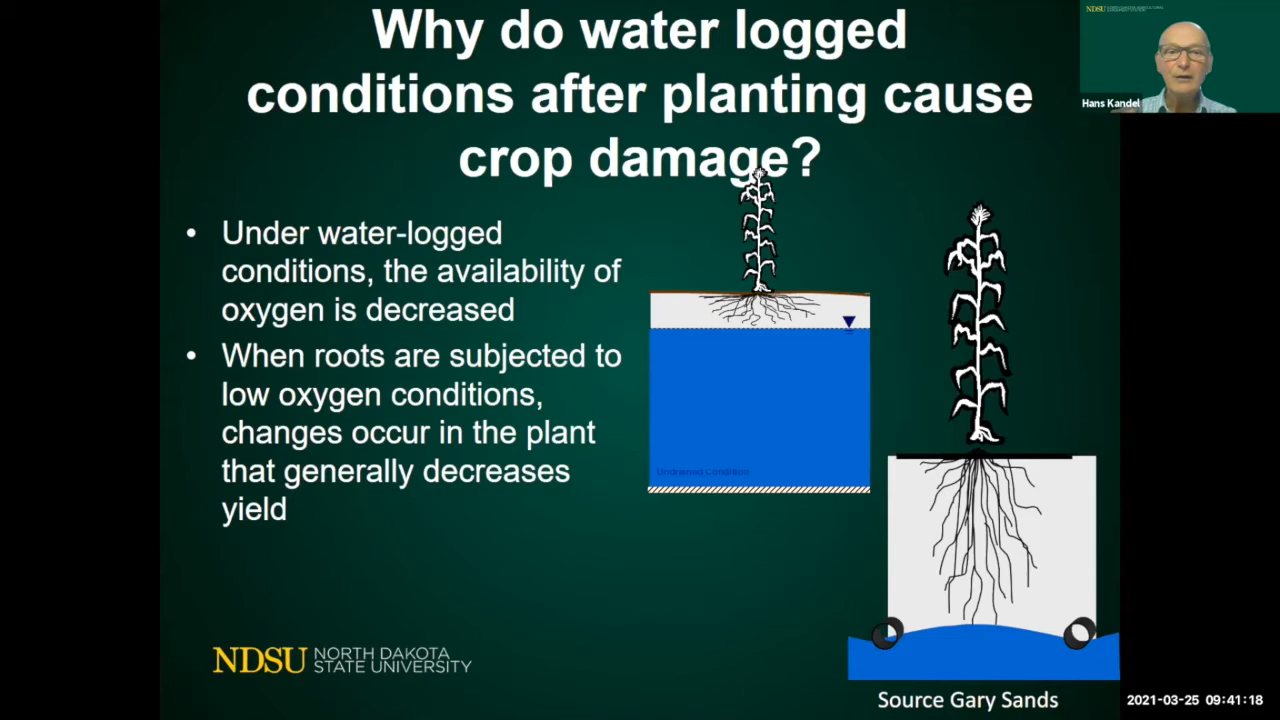 Why do water logged
conditions after planting cause
crop damage?
NDSU
Hans Kandel
• Under water-logged
conditions, the availability of
oxygen is decreased
• When roots are subjected to
low oxygen conditions,
changes occur in the plant
that generally decreases
yield
Undrained Condition
NDSU NORTH DAKOTA
STATE UNIVERSITY
Source Gary Sands
2021-03-25 09:41:18